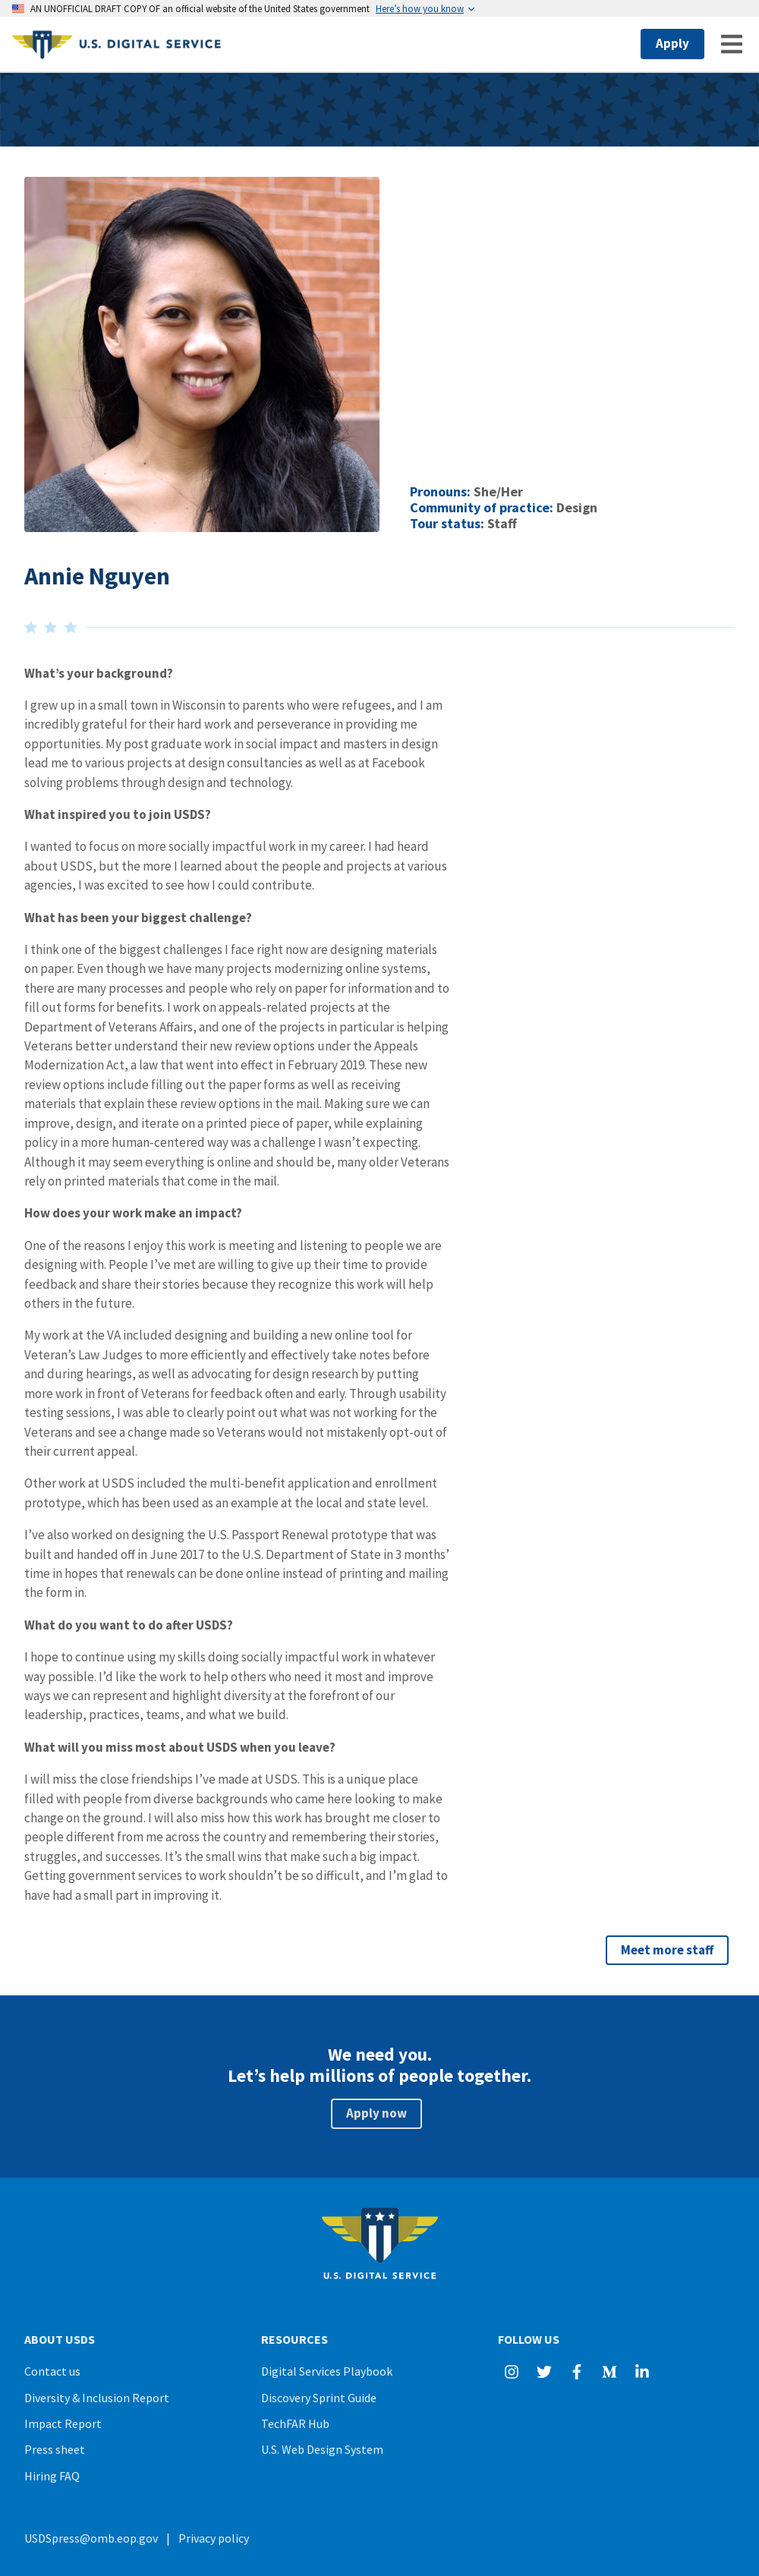 AN UNOFFICIAL DRAFT COPY OF an official website of the United States government Here's how you know
U.S. DIGITAL SERVICE
Apply
Pronouns: She/Her
Community of practice: Design
Tour status: Staff
Annie Nguyen
What’s your background?
I grew up in a small town in Wisconsin to parents who were refugees, and I am
incredibly grateful for their hard work and perseverance in providing me
opportunities. My post graduate work in social impact and masters in design
lead me to various projects at design consultancies as well as at Facebook
solving problems through design and technology.
What inspired you to join USDS?
I wanted to focus on more socially impactful work in my career. I had heard
about USDS, but the more I learned about the people and projects at various
agencies, I was excited to see how I could contribute.
What has been your biggest challenge?
I think one of the biggest challenges I face right now are designing materials
on paper. Even though we have many projects modernizing online systems,
there are many processes and people who rely on paper for information and to
fill out forms for benefits. I work on appeals-related projects at the
Department of Veterans Affairs, and one of the projects in particular is helping
Veterans better understand their new review options under the Appeals
Modernization Act, a law that went into effect in February 2019. These new
review options include filling out the paper forms as well as receiving
materials that explain these review options in the mail. Making sure we can
improve, design, and iterate on a printed piece of paper, while explaining
policy in a more human-centered way was a challenge I wasn’t expecting.
Although it may seem everything is online and should be, many older Veterans
rely on printed materials that come in the mail.
How does your work make an impact?
One of the reasons I enjoy this work is meeting and listening to people we are
designing with. People I’ve met are willing to give up their time to provide
feedback and share their stories because they recognize this work will help
others in the future.
My work at the VA included designing and building a new online tool for
Veteran’s Law Judges to more efficiently and effectively take notes before
and during hearings, as well as advocating for design research by putting
more work in front of Veterans for feedback often and early. Through usability
testing sessions, I was able to clearly point out what was not working for the
Veterans and see a change made so Veterans would not mistakenly opt-out of
their current appeal.
Other work at USDS included the multi-benefit application and enrollment
prototype, which has been used as an example at the local and state level.
I’ve also worked on designing the U.S. Passport Renewal prototype that was
built and handed off in June 2017 to the U.S. Department of State in 3 months’
time in hopes that renewals can be done online instead of printing and mailing
the form in.
What do you want to do after USDS?
I hope to continue using my skills doing socially impactful work in whatever
way possible. I’d like the work to help others who need it most and improve
ways we can represent and highlight diversity at the forefront of our
leadership, practices, teams, and what we build.
What will you miss most about USDS when you leave?
I will miss the close friendships I’ve made at USDS. This is a unique place
filled with people from diverse backgrounds who came here looking to make
change on the ground. I will also miss how this work has brought me closer to
people different from me across the country and remembering their stories,
struggles, and successes. It’s the small wins that make such a big impact.
Getting government services to work shouldn’t be so difficult, and I’m glad to
have had a small part in improving it.
Meet more staff
We need you.
Let’s help millions of people together.
Apply now
U.S. DIGITAL SERVICE
ABOUT USDS
Contact us
Diversity & Inclusion Report
Impact Report
Press sheet
Hiring FAQ
RESOURCES
Digital Services Playbook
Discovery Sprint Guide
TechFAR Hub
U.S. Web Design System
FOLLOW US
USDSpress@omb.eop.gov | Privacy policy